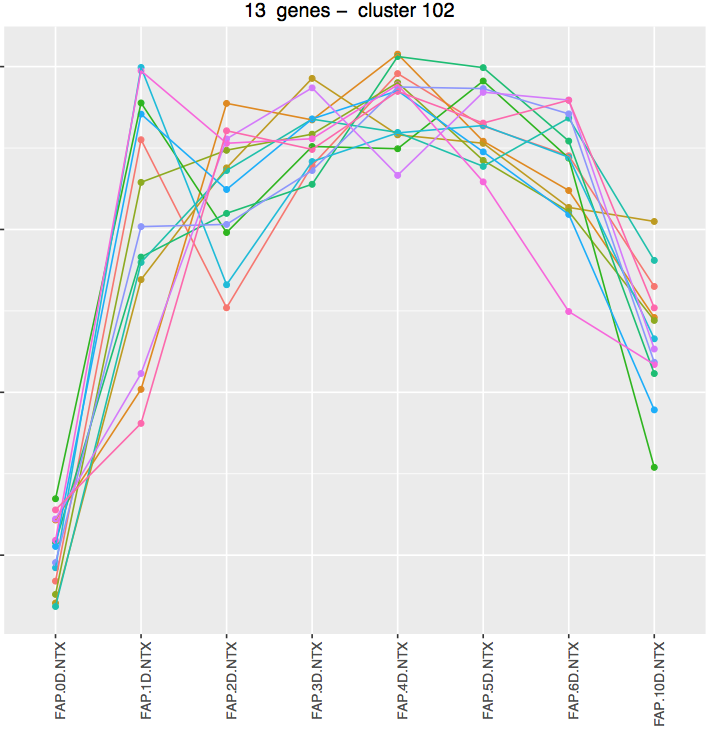 13 genes – cluster 102
FAP.0D.NTX
FAP.1D.NTX
FAP.2D.NTX
FAP.3D.NTX
FAP.4D.NTX
FAP.5D.NTX
FAP.6D.NTX
FAP.10D.NTX